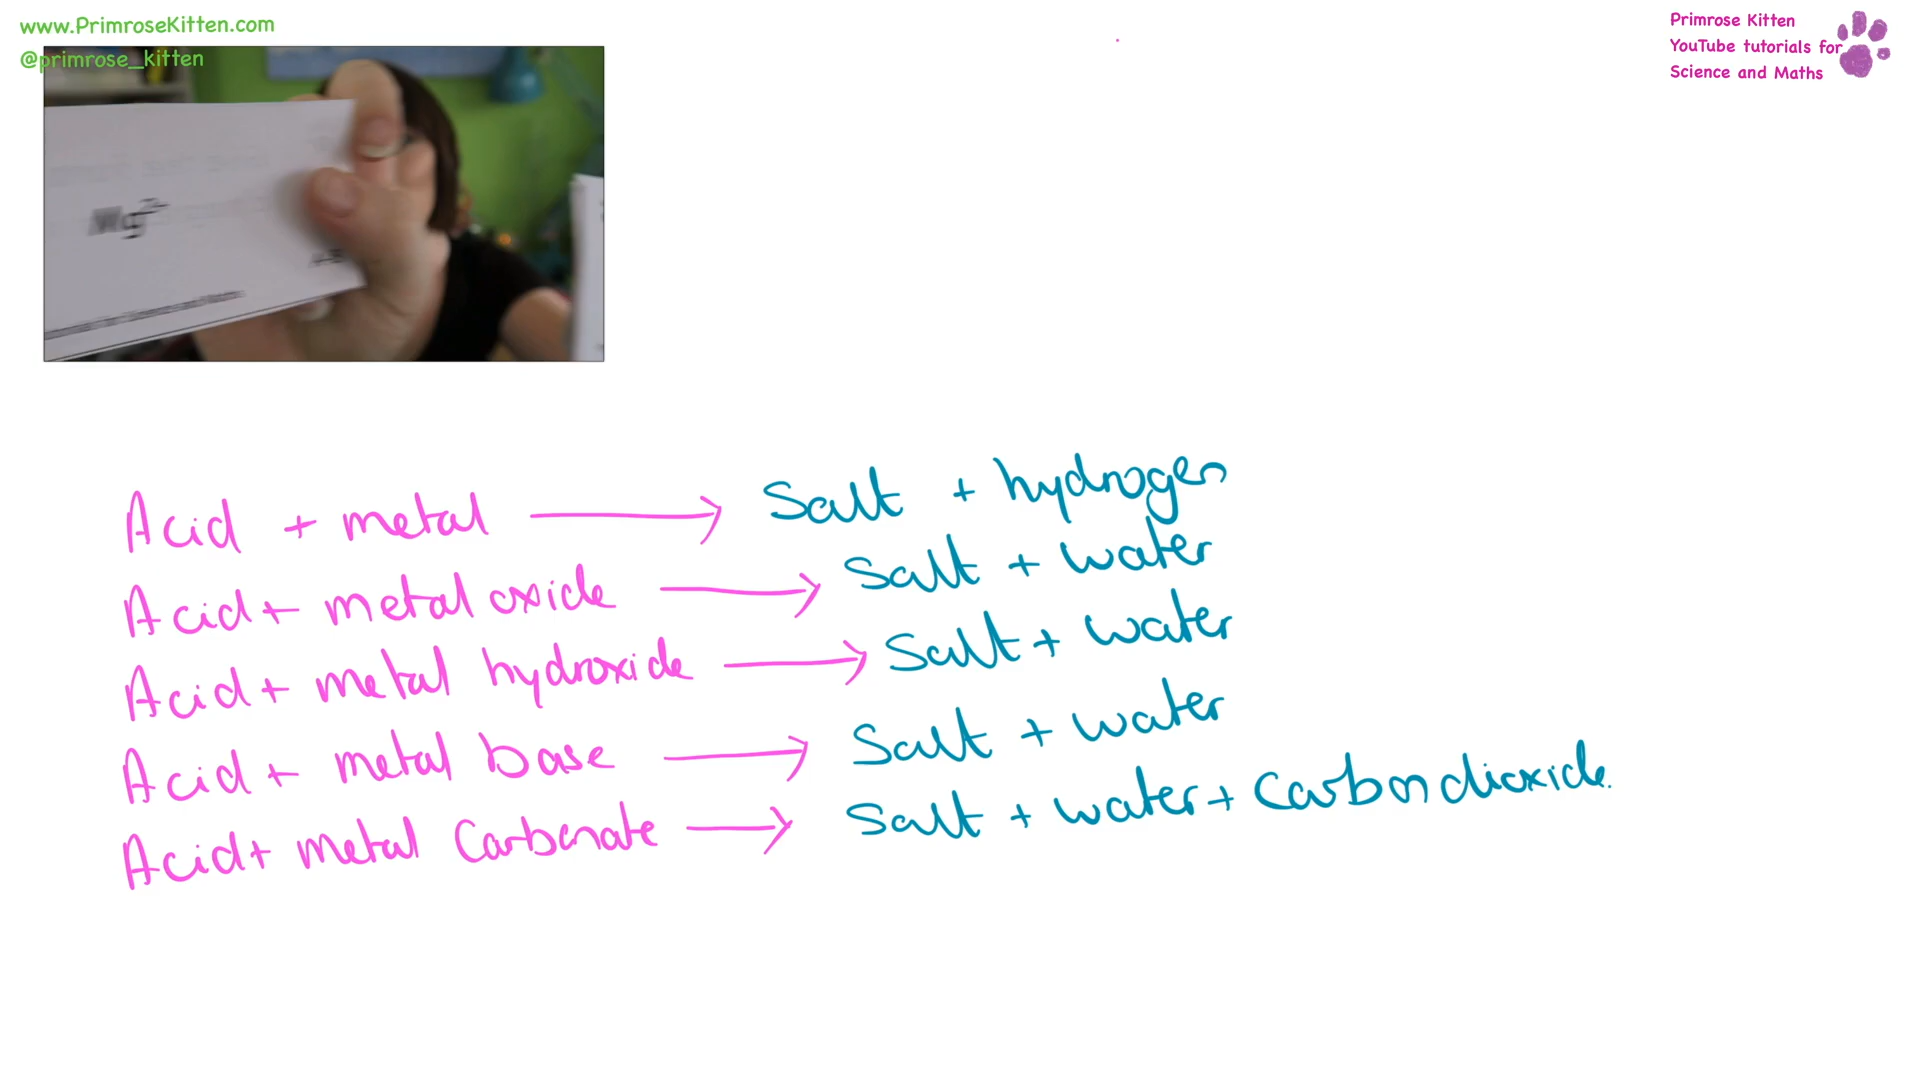 www.PrimroseKitten.com
@primrose_kitten
Primrose Kitten
YouTube tutorials for
Science and Maths
Mg2+
Acid + metal → Salt + hydrogen
Acid + metal oxide → Salt + water
Acid + metal hydroxide → Salt + water
Acid + metal base → Salt + water
Acid + metal Carbonate → Salt + water + Carbon dioxide.